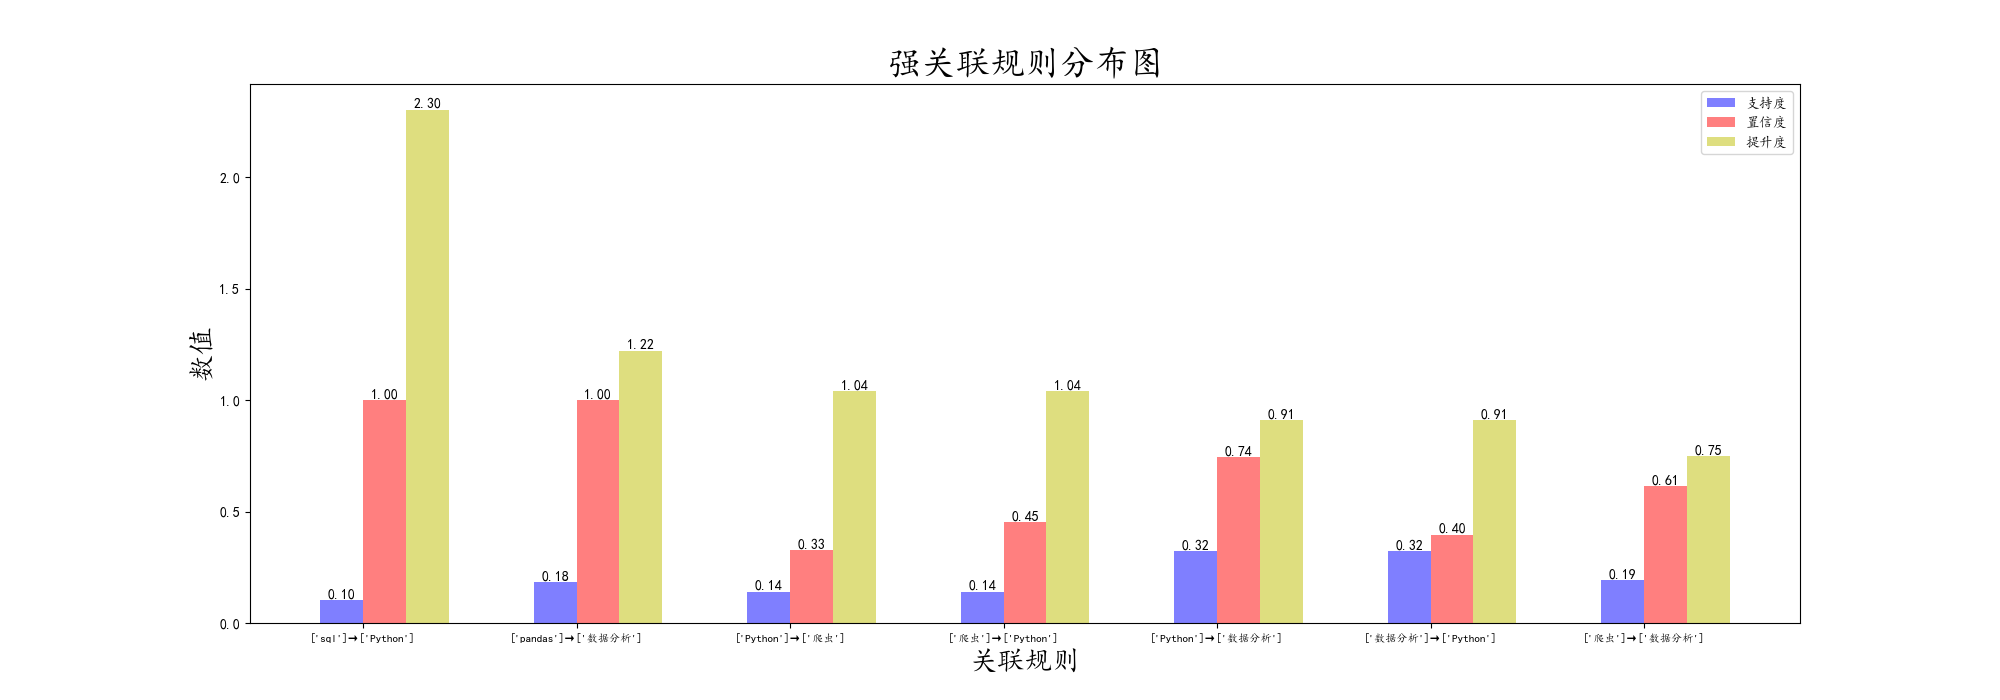 强关联规则分布图
支持度
置信度
提升度
数值
2.0
1.5
1.0
0.5
0.0
0.10
1.00
2.30
0.18
1.00
1.22
0.14
0.33
1.04
0.14
0.45
1.04
0.32
0.74
0.91
0.32
0.40
0.91
0.19
0.61
0.75
['sql']→['Python']
['pandas']→['数据分析']
['Python']→['爬虫']
['爬虫']→['Python']
['Python']→['数据分析']
['数据分析']→['Python']
['爬虫']→['数据分析']
关联规则